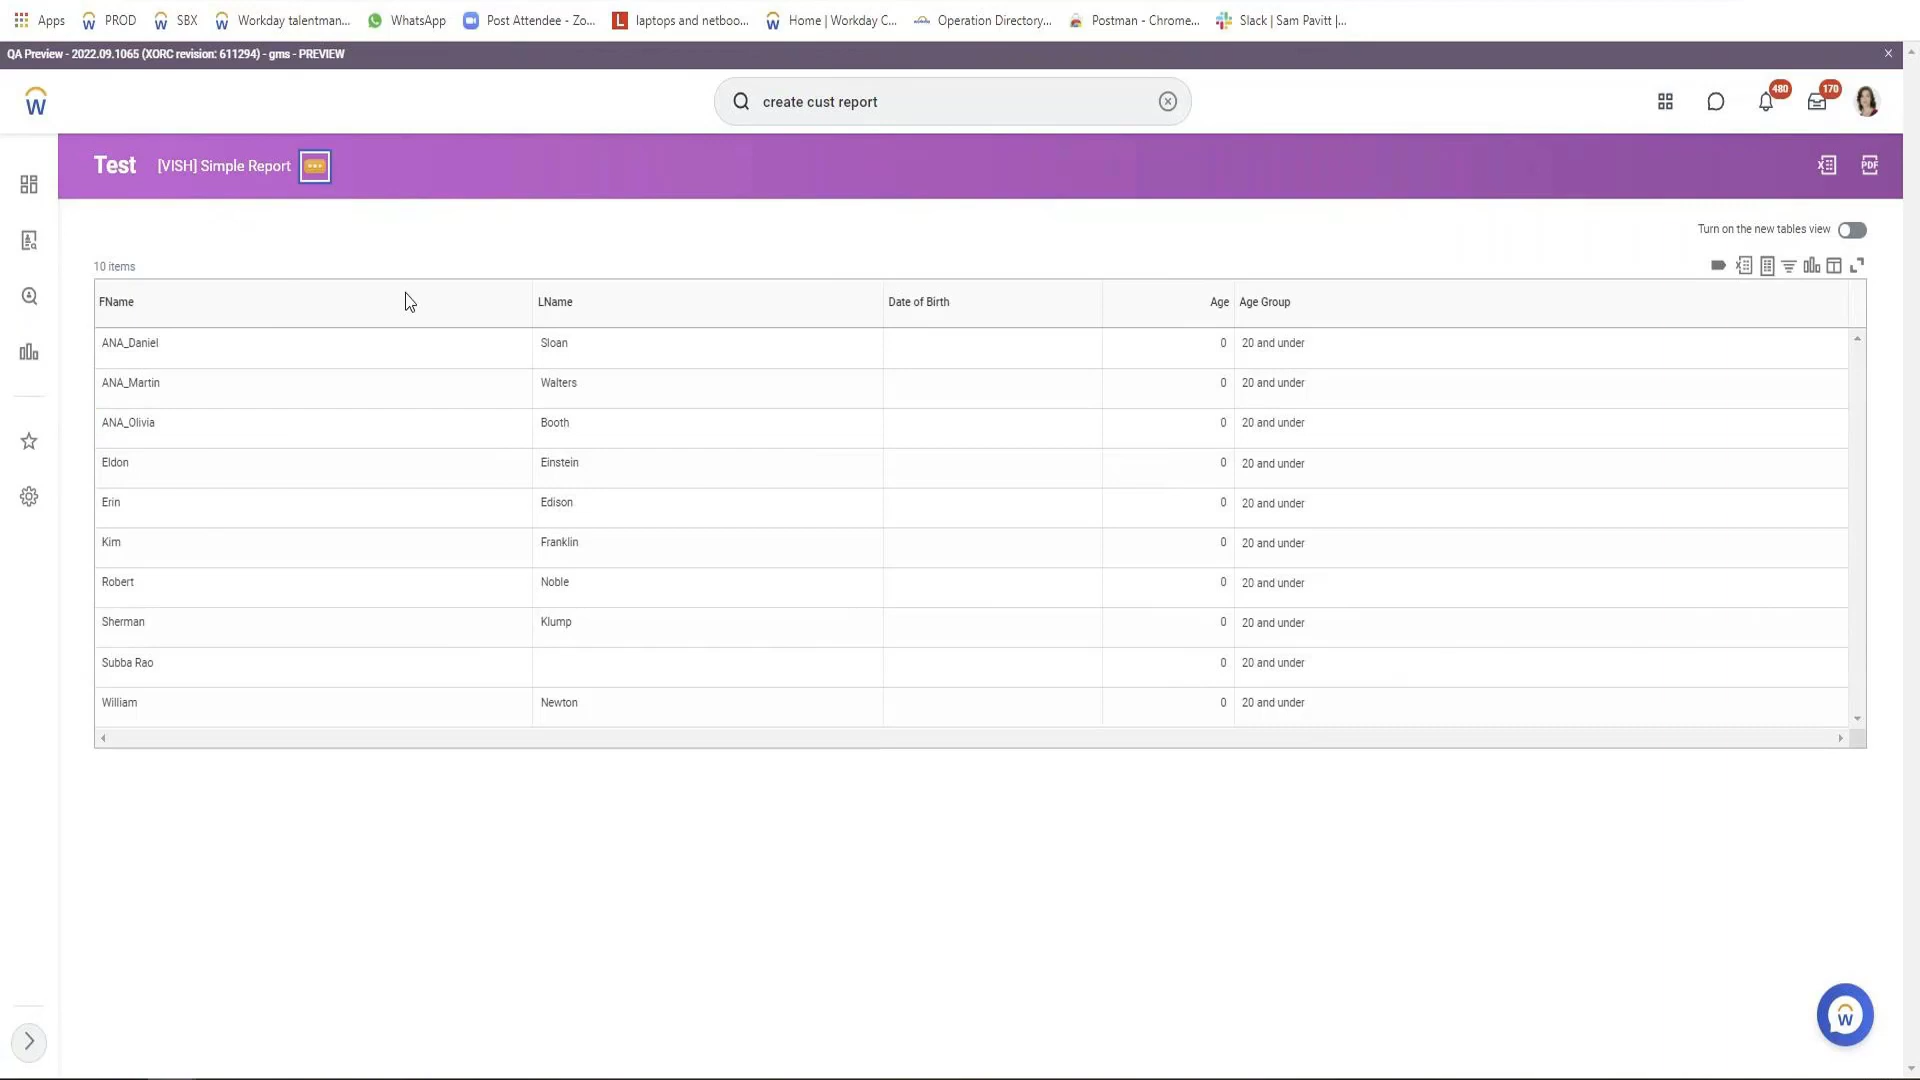 Apps PROD SBX Workday talentman... WhatsApp Post Attendee - Zo... L laptops and netboo... Home | Workday C... Operation Directory,... Postman - Chrome... Slack | Sam Pavitt |...
QA Preview - 2022.09.1065 (XORC revision: 611294) - gms - PREVIEW
W create cust report 480 170
Test [VISH] Simple Report PDF
Turn on the new tables view
10 items
FName LName Date of Birth Age Age Group
ANA_Daniel Sloan 0 20 and under
ANA_Martin Walters 0 20 and under
ANA_Olivia Booth 0 20 and under
Eldon Einstein 0 20 and under
Erin Edison 0 20 and under
Kim Franklin 0 20 and under
Robert Noble 0 20 and under
Sherman Klump 0 20 and under
Subba Rao 0 20 and under
William Newton 0 20 and under
W